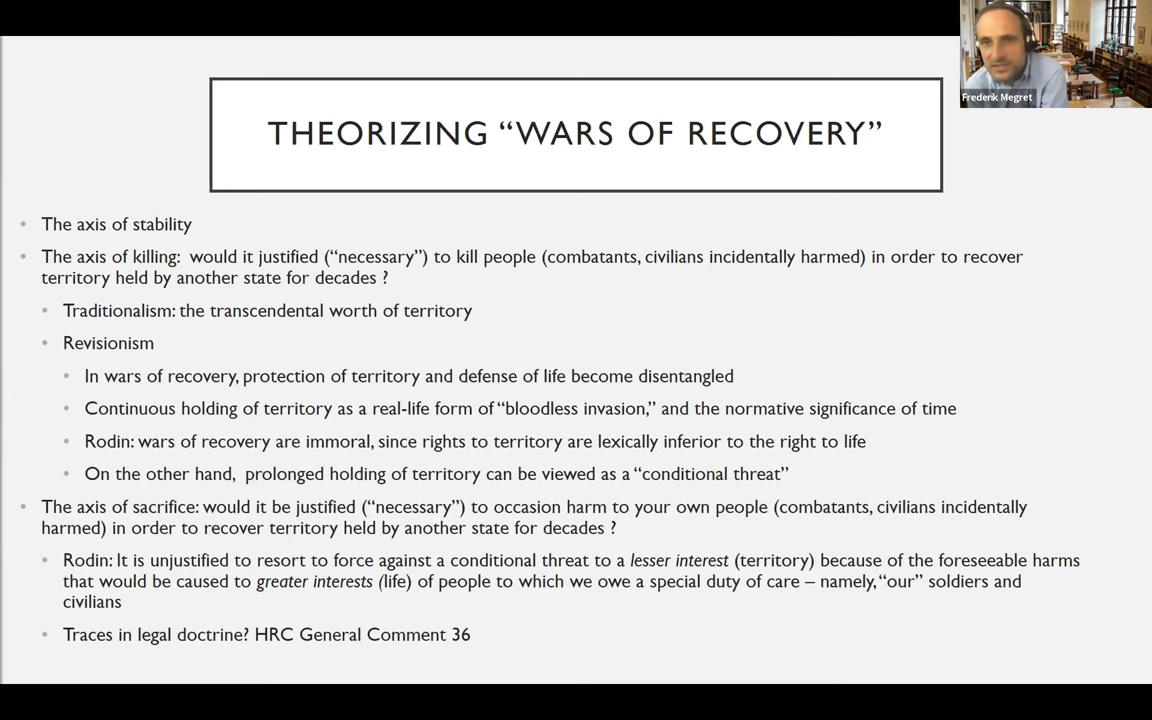 Frederik Megret
THEORIZING “WARS OF RECOVERY”
• The axis of stability
• The axis of killing: would it justified (“necessary”) to kill people (combatants, civilians incidentally harmed) in order to recover
territory held by another state for decades ?
• Traditionalism: the transcendental worth of territory
• Revisionism
• In wars of recovery, protection of territory and defense of life become disentangled
• Continuous holding of territory as a real-life form of “bloodless invasion,” and the normative significance of time
• Rodin: wars of recovery are immoral, since rights to territory are lexically inferior to the right to life
• On the other hand, prolonged holding of territory can be viewed as a “conditional threat”
• The axis of sacrifice: would it be justified (“necessary”) to occasion harm to your own people (combatants, civilians incidentally
harmed) in order to recover territory held by another state for decades ?
• Rodin: It is unjustified to resort to force against a conditional threat to a lesser interest (territory) because of the foreseeable harms
that would be caused to greater interests (life) of people to which we owe a special duty of care – namely, “our” soldiers and
civilians
• Traces in legal doctrine? HRC General Comment 36